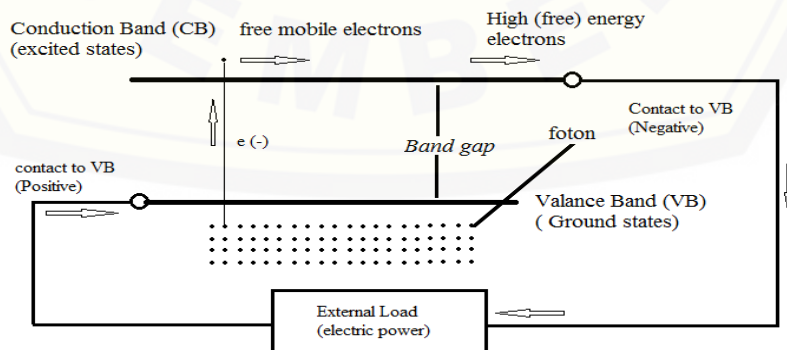 Conduction Band (CB)
(excited states)
free mobile electrons
High (free) energy
electrons
e (-)
Band gap
foton
Contact to VB
(Negative)
contact to VB
(Positive)
Valance Band (VB)
( Ground states)
External Load
(electric power)